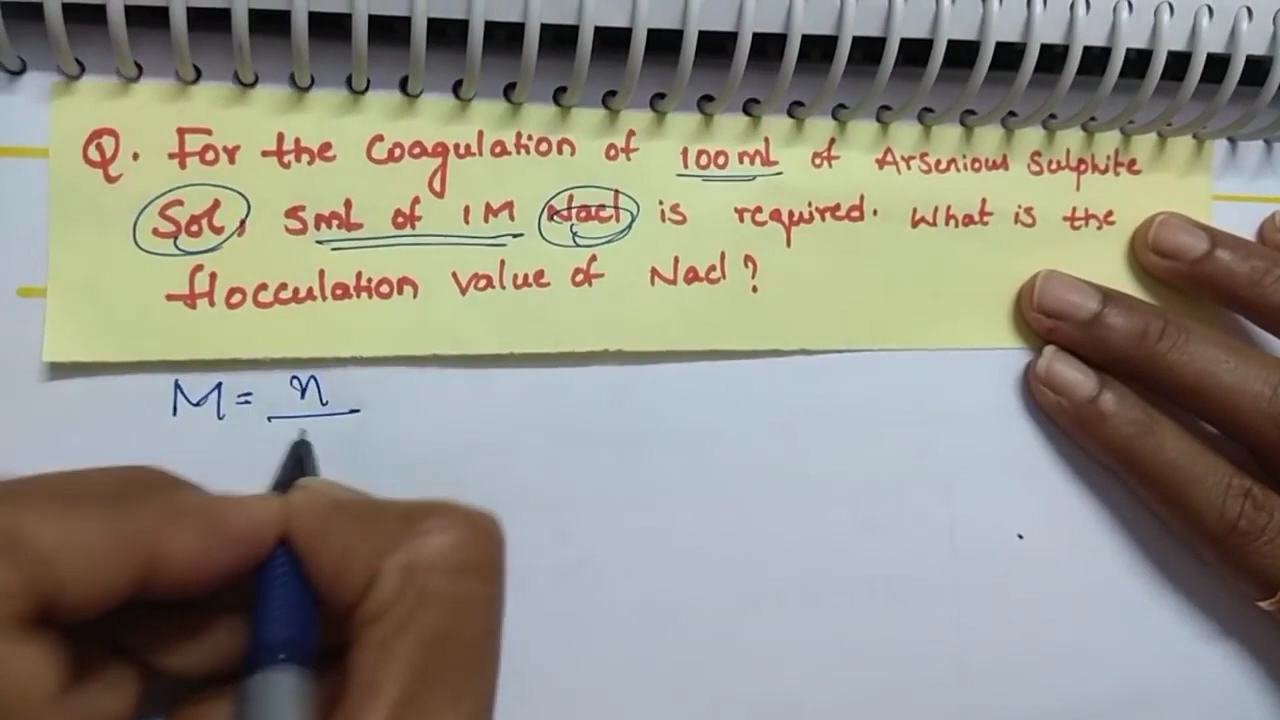 Q. For the Coagulation of 100 mL of Arsenious Sulphite
Sol, 5mL of 1M Nacl is required. What is the
flocculation value of Nacl?
M = n